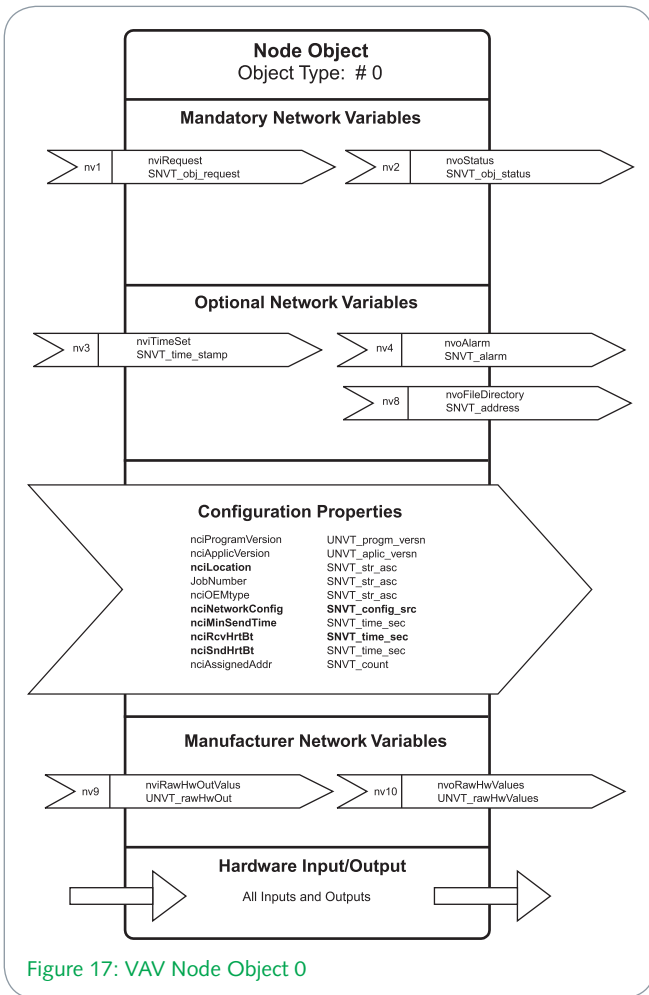 Node Object
Object Type: # 0
Mandatory Network Variables
nv1
nviRequest
SNVT_obj_request
nv2
nvoStatus
SNVT_obj_status
Optional Network Variables
nv3
nviTimeSet
SNVT_time_stamp
nv4
nvoAlarm
SNVT_alarm
nv8
nvoFileDirectory
SNVT_address
Configuration Properties
nciProgramVersion UNVT_progm_versn
nciApplicVersion UNVT_aplic_versn
nciLocation SNVT_str_asc
JobNumber SNVT_str_asc
nciOEMtype SNVT_str_asc
nciNetworkConfig SNVT_config_src
nciMinSendTime SNVT_time_sec
nciRcvHrtBt SNVT_time_sec
nciSndHrtBt SNVT_time_sec
nciAssignedAddr SNVT_count
Manufacturer Network Variables
nv9
nviRawHwOutValus
UNVT_rawHwOut
nv10
nvoRawHwValues
UNVT_rawHwValues
Hardware Input/Output
All Inputs and Outputs
Figure 17: VAV Node Object 0